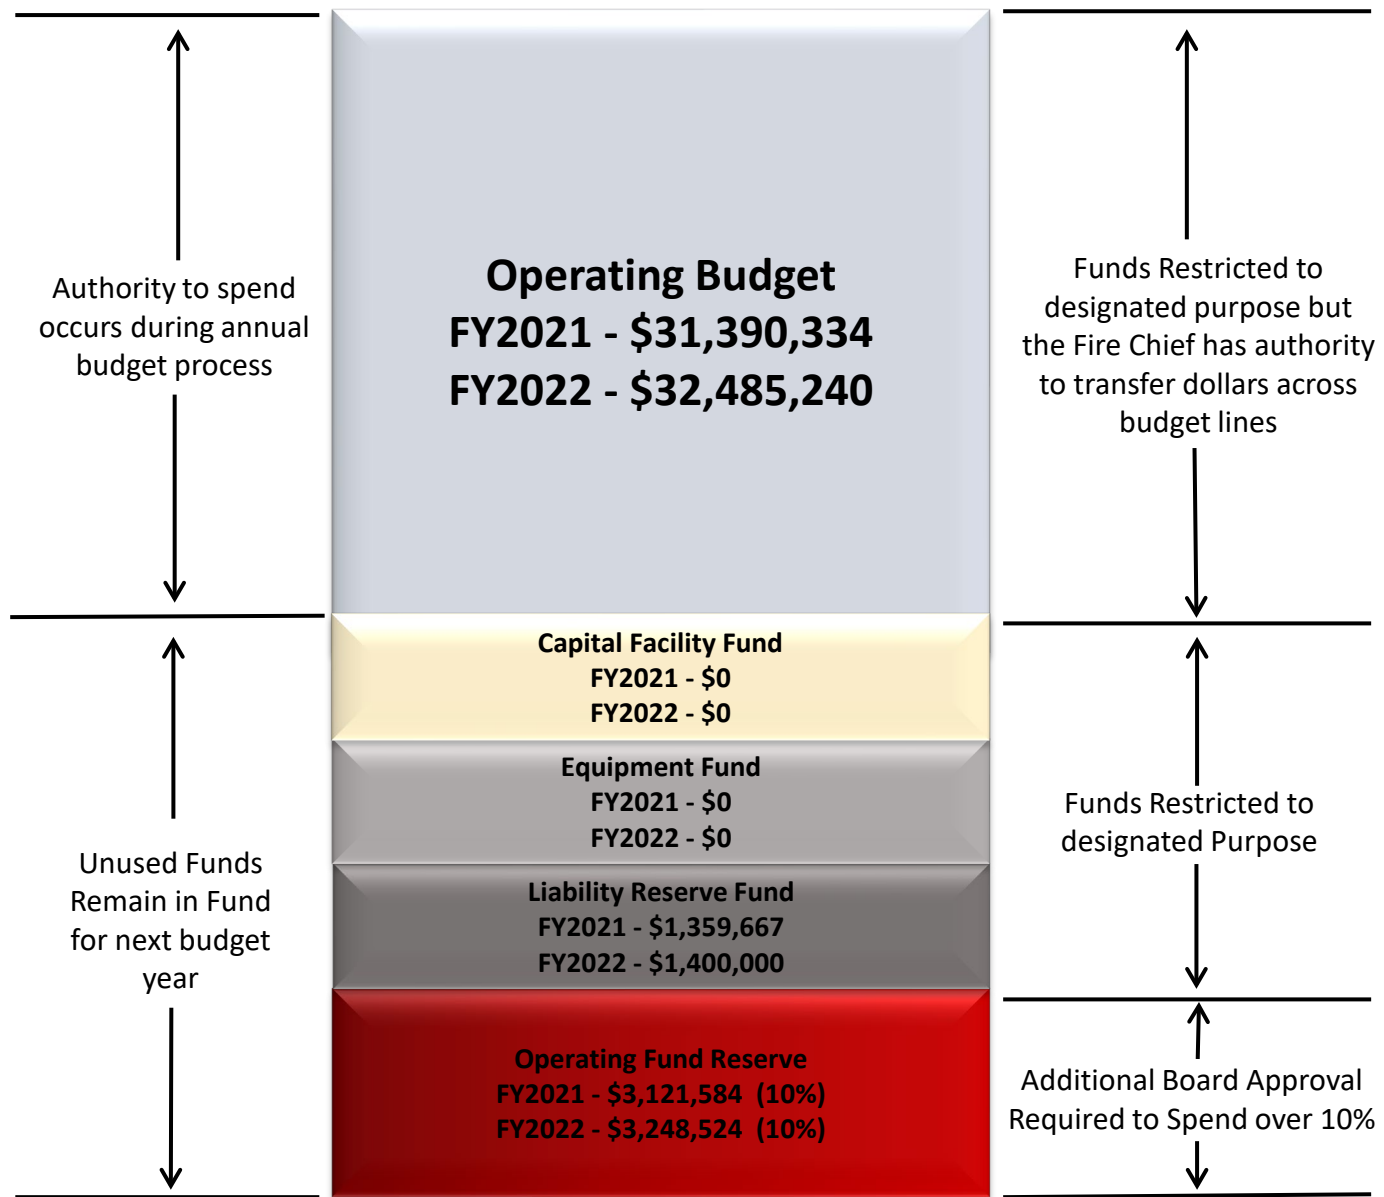 Authority to spend
occurs during annual
budget process
Unused Funds
Remain in Fund
for next budget
year
Operating Budget
FY2021 - $31,390,334
FY2022 - $32,485,240
Capital Facility Fund
FY2021 - $0
FY2022 - $0
Equipment Fund
FY2021 - $0
FY2022 - $0
Liability Reserve Fund
FY2021 - $1,359,667
FY2022 - $1,400,000
Operating Fund Reserve
FY2021 - $3,121,584 (10%)
FY2022 - $3,248,524 (10%)
Funds Restricted to
designated purpose but
the Fire Chief has authority
to transfer dollars across
budget lines
Funds Restricted to
designated Purpose
Additional Board Approval
Required to Spend over 10%